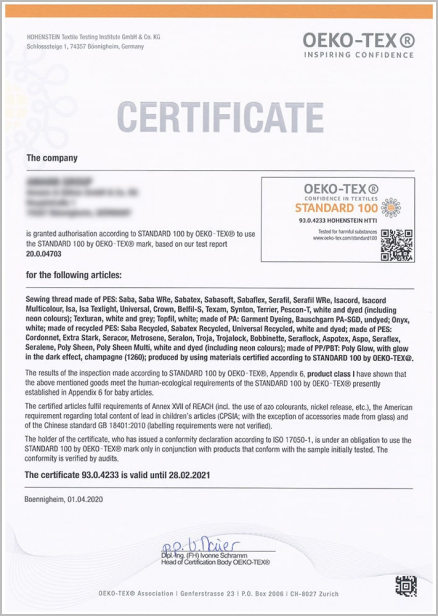 HOHENSTEIN Textile Testing Institute GmbH & Co. KG
Schlosssteige 1, 74357 Bönnigheim, Germany
OEKO-TEX®
INSPIRING CONFIDENCE
CERTIFICATE
The company
OEKO-TEX®
CONFIDENCE IN TEXTILES
STANDARD 100
93.0.4233 HOHENSTEIN HTTI
Tested for harmful substances
www.oeko-tex.com/standard100
is granted authorisation according to STANDARD 100 by OEKO-TEX® to use
the STANDARD 100 by OEKO-TEX® mark, based on our test report
20.0.04703
for the following articles:
Sewing thread made of PES: Saba, Saba WRe, Sabatex, Sabasoft, Sabaflex, Serafil, Serafil WRe, Isacord, Isacord
Multicolour, Isa, Isa Texlight, Universal, Crown, Belfil-S, Texam, Synton, Terrier, Pescon-T, white and dyed (including
neon colours); Texturan, white and grey; Topfil, white; made of PA: Garment Dyeing, Bauschgarn PA-SGD, undyed; Onyx,
white; made of recycled PES: Saba Recycled, Sabatex Recycled, Universal Recycled, white and dyed; made of PES:
Cordonnet, Extra Stark, Seracor, Metrosene, Seralon, Troja, Trojalock, Bobbinette, Seraflock, Aspotex, Aspo, Seraflex,
Seralene, Poly Sheen, Poly Sheen Multi, white and dyed (including neon colours); made of PP/PBT: Poly Glow, with glow
in the dark effect, champagne (1260); produced by using materials certified according to STANDARD 100 by OEKO-TEX®.
The results of the inspection made according to STANDARD 100 by OEKO-TEX®, Appendix 6, product class I have shown that
the above mentioned goods meet the human-ecological requirements of the STANDARD 100 by OEKO-TEX® presently
established in Appendix 6 for baby articles.
The certified articles fulfil requirements of Annex XVII of REACH (incl. the use of azo colourants, nickel release, etc.), the American
requirement regarding total content of lead in children's articles (CPSIA; with the exception of accessories made from glass) and
of the Chinese standard GB 18401:2010 (labelling requirements were not verified).
The holder of the certificate, who has issued a conformity declaration according to ISO 17050-1, is under an obligation to use the
STANDARD 100 by OEKO-TEX® mark only in conjunction with products that conform with the sample initially tested. The
conformity is verified by audits.
The certificate 93.0.4233 is valid until 28.02.2021
Boennigheim, 01.04.2020
Dipl.-Ing. (FH) Ivonne Schramm
Head of Certification Body OEKO-TEX®
OEKO-TEX® Association | Genferstrasse 23 | P.O. Box 2006 | CH-8027 Zurich